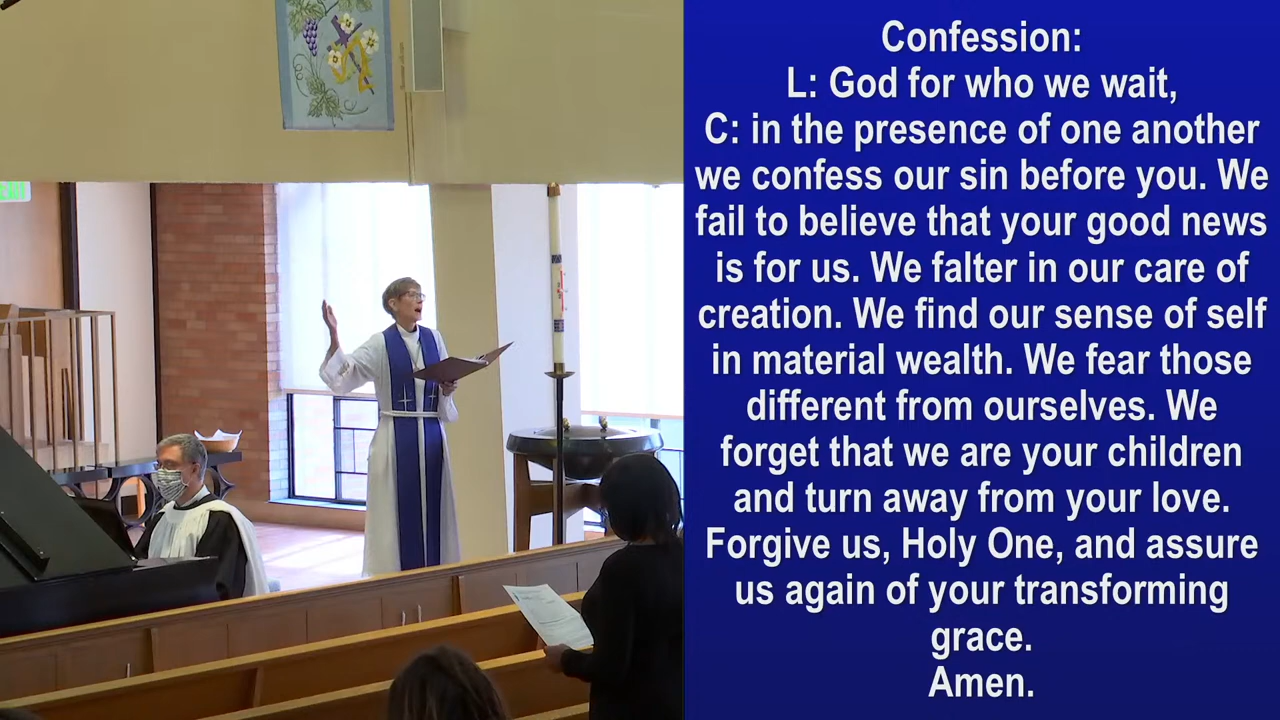 Confession:
L: God for who we wait,
C: in the presence of one another
we confess our sin before you. We
fail to believe that your good news
is for us. We falter in our care of
creation. We find our sense of self
in material wealth. We fear those
different from ourselves. We
forget that we are your children
and turn away from your love.
Forgive us, Holy One, and assure
us again of your transforming
grace.
Amen.